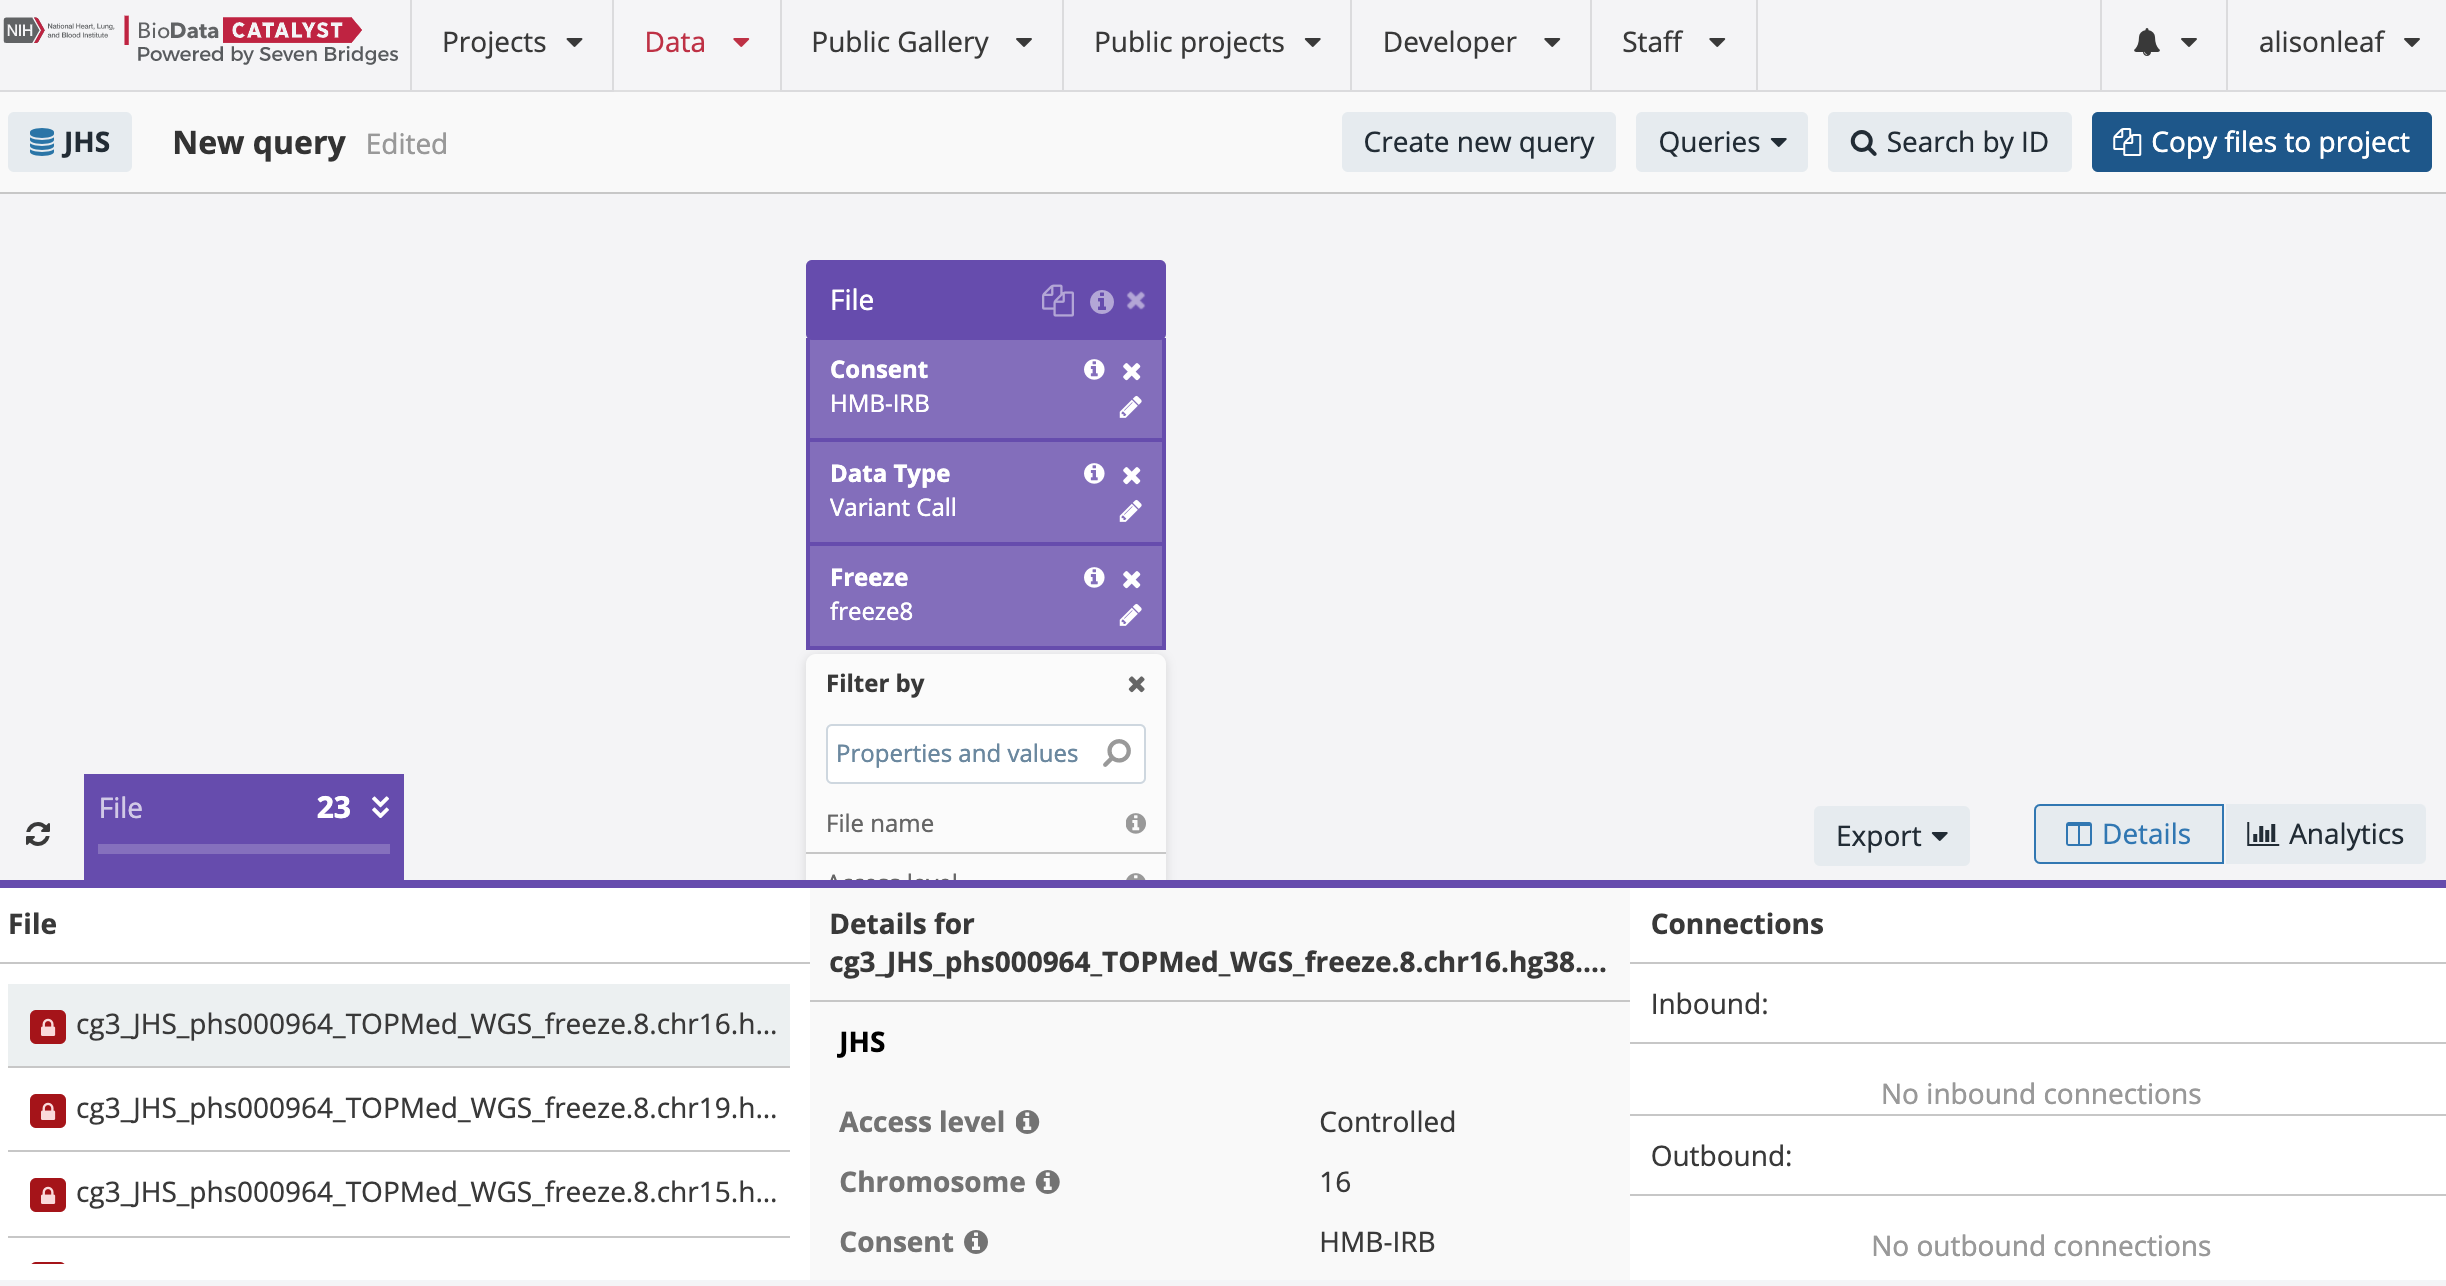 NIH National Heart, Lung, and Blood Institute
BioData CATALYST
Powered by Seven Bridges
Projects
Data
Public Gallery
Public projects
Developer
Staff
alisonleaf
JHS
New query Edited
Create new query
Queries
Search by ID
Copy files to project
File
Consent
HMB-IRB
Data Type
Variant Call
Freeze
freeze8
Filter by
Properties and values
File name
Access level
File 23
Export
Details
Analytics
File
cg3_JHS_phs000964_TOPMed_WGS_freeze.8.chr16.h...
cg3_JHS_phs000964_TOPMed_WGS_freeze.8.chr19.h...
cg3_JHS_phs000964_TOPMed_WGS_freeze.8.chr15.h...
Details for
cg3_JHS_phs000964_TOPMed_WGS_freeze.8.chr16.hg38....
JHS
Access level Controlled
Chromosome 16
Consent HMB-IRB
Connections
Inbound:
No inbound connections
Outbound:
No outbound connections